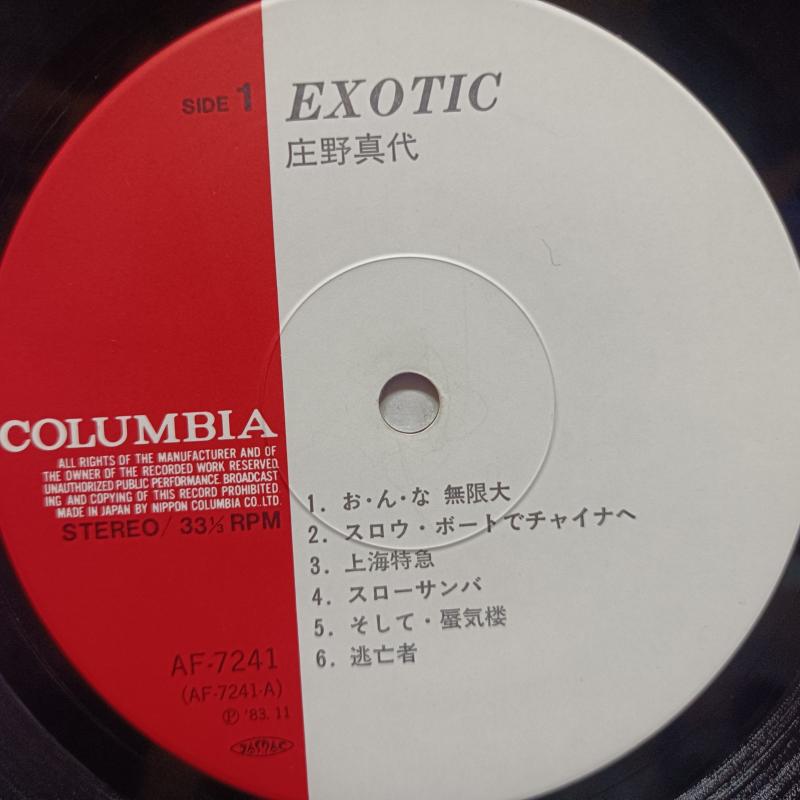 SIDE 1
EXOTIC
庄野真代
COLUMBIA
ALL RIGHTS OF THE MANUFACTURER AND OF
THE OWNER OF THE RECORDED WORK RESERVED
UNAUTHORIZED PUBLIC PERFORMANCE BROADCAST
ING AND COPYING OF THIS RECORD PROHIBITED
MADE IN JAPAN BY NIPPON COLUMBIA CO., LTD.
STEREO/ 33⅓ RPM
1. お・ん・な 無限大
2. スロウ・ボートでチャイナへ
3. 上海特急
4. スローサンバ
5. そして・蜃気楼
6. 逃亡者
AF-7241
(AF-7241-A)
Ⓟ '83. 11